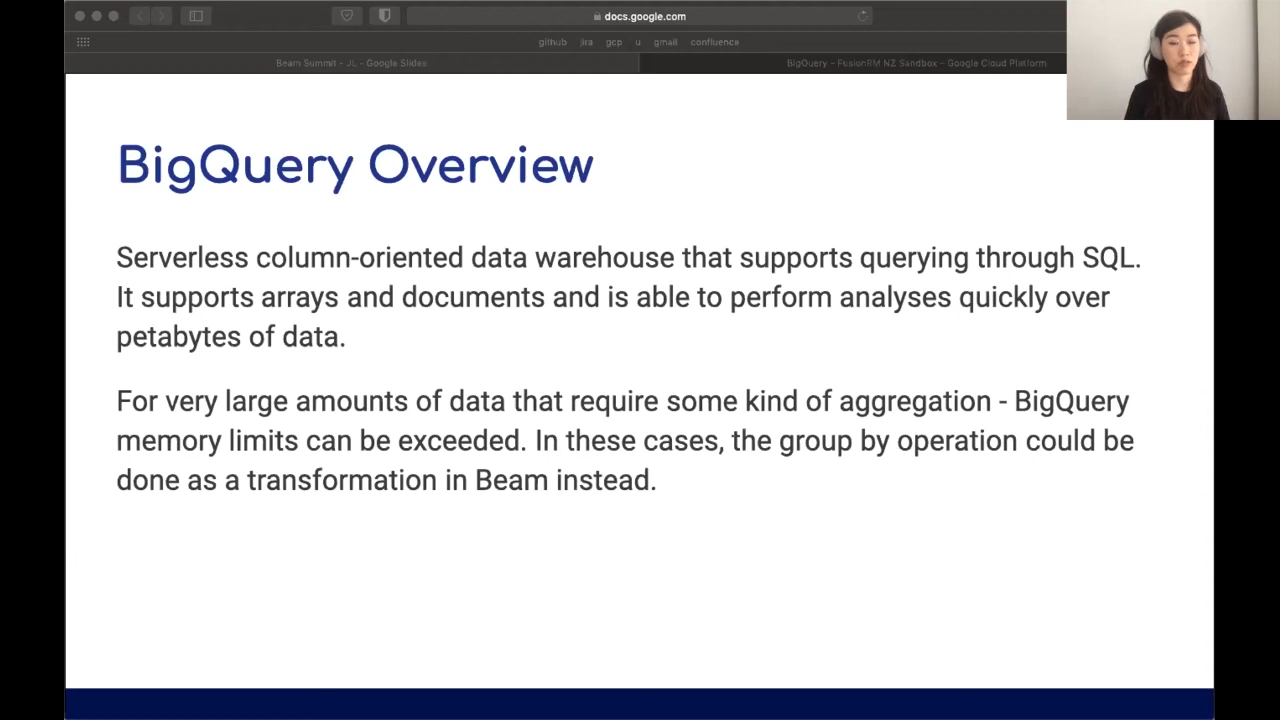 docs.google.com
github jira gcp u gmail confluence
Beam Summit - JL - Google Slides
BigQuery - FusionRM NZ Sandbox - Google Cloud Platform
BigQuery Overview
Serverless column-oriented data warehouse that supports querying through SQL.
It supports arrays and documents and is able to perform analyses quickly over
petabytes of data.
For very large amounts of data that require some kind of aggregation - BigQuery
memory limits can be exceeded. In these cases, the group by operation could be
done as a transformation in Beam instead.